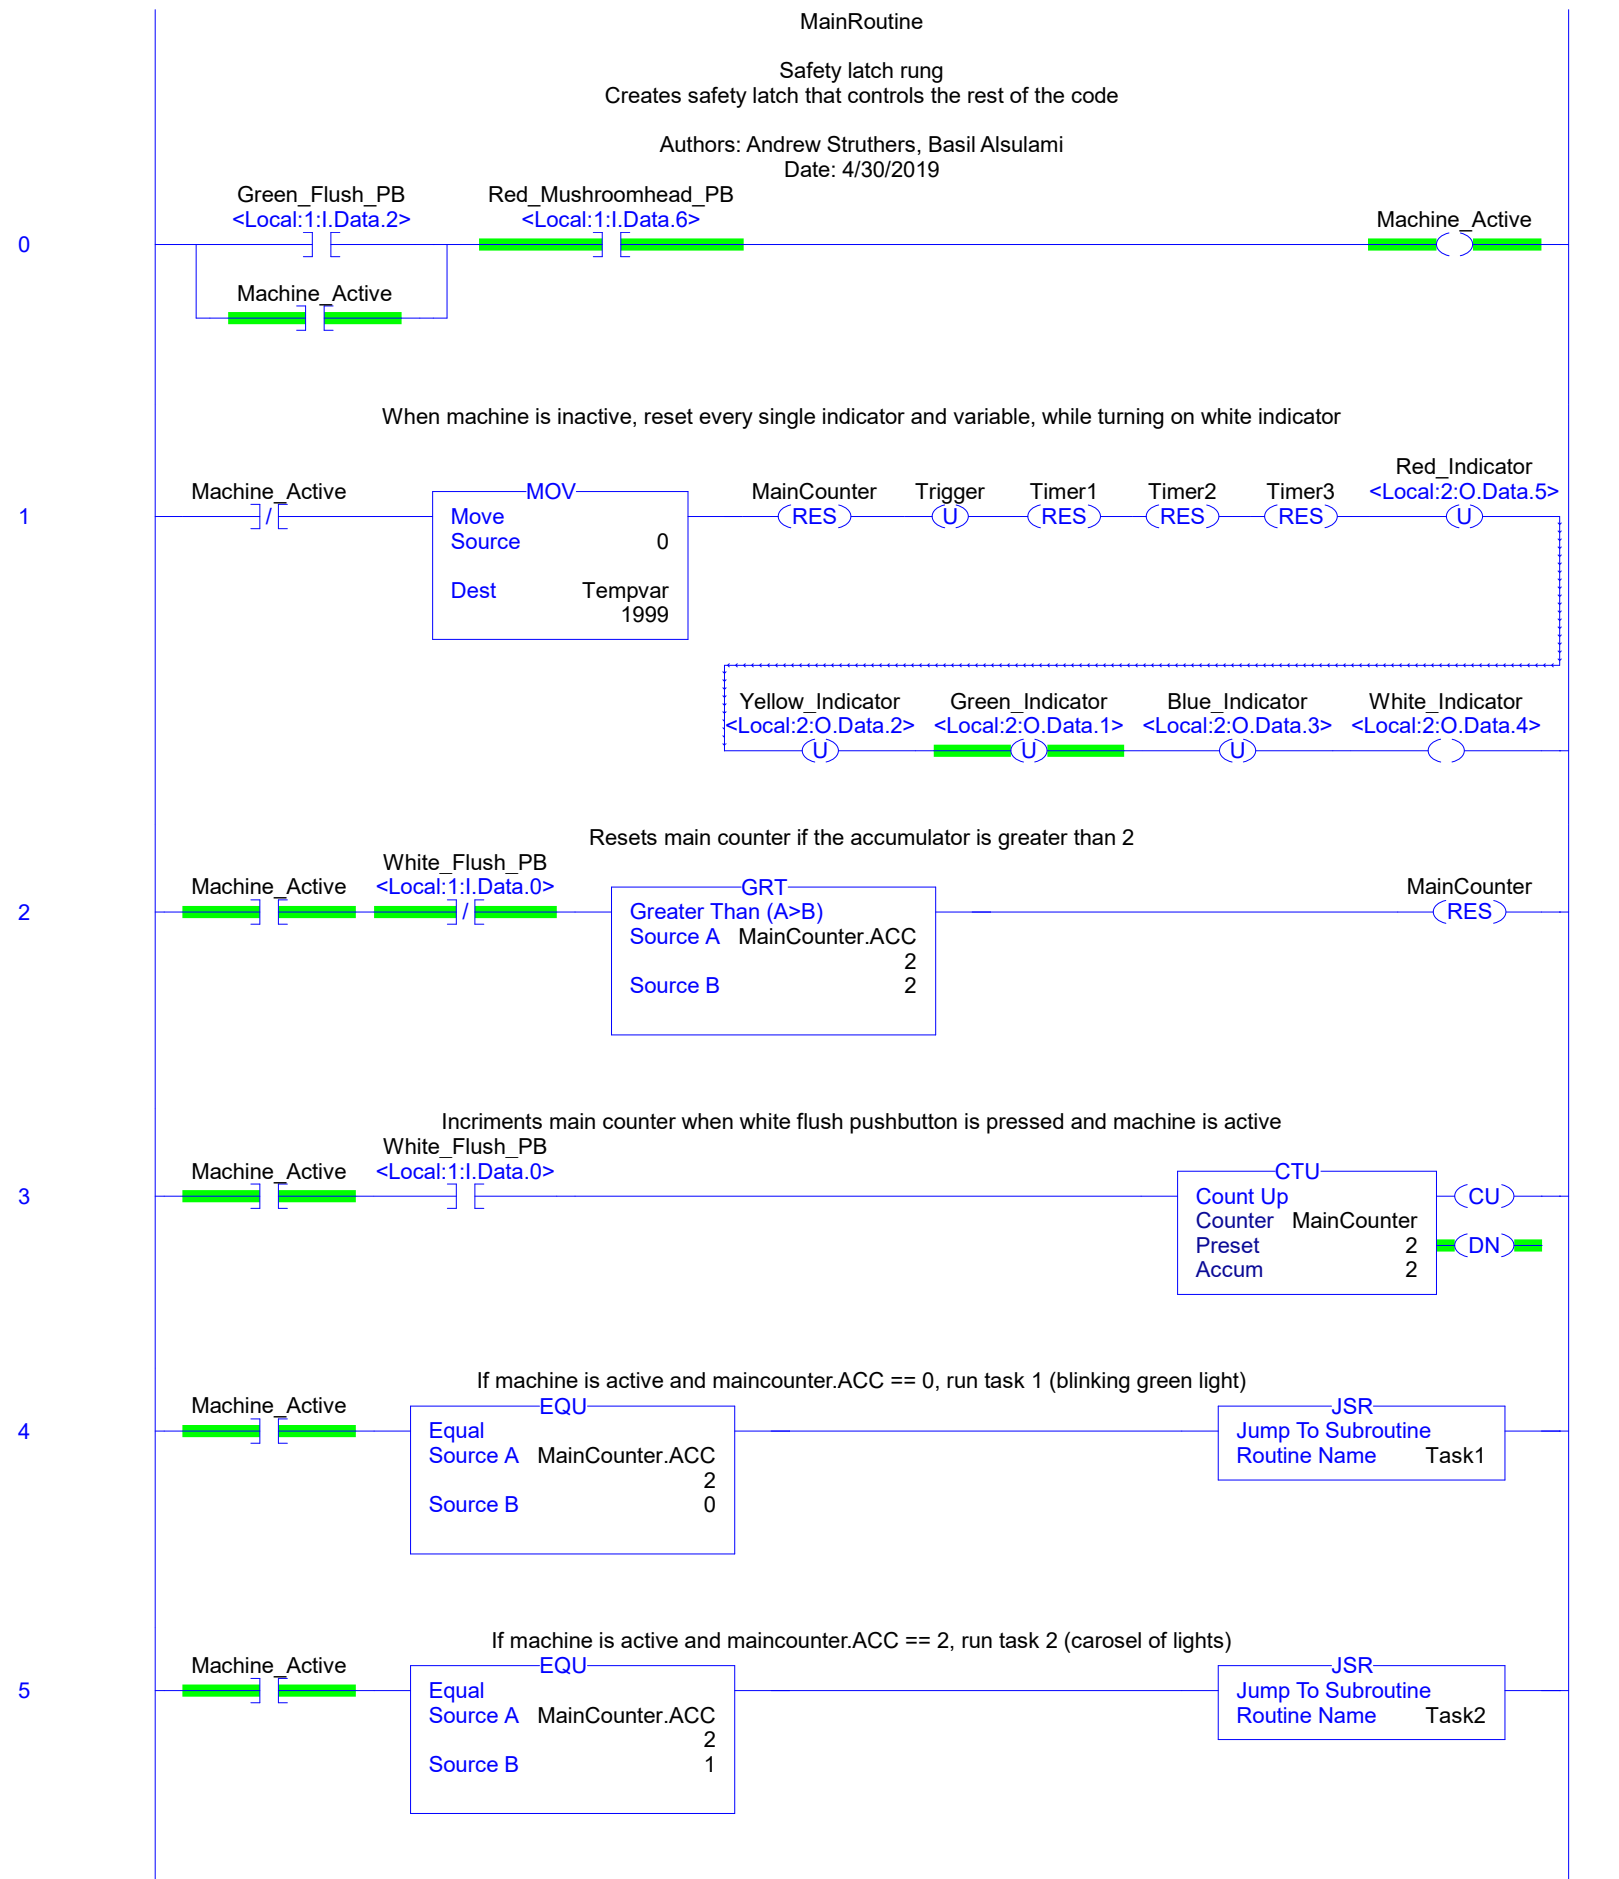 MainRoutine
Safety latch rung
Creates safety latch that controls the rest of the code
Authors: Andrew Struthers, Basil Alsulami
Date: 4/30/2019
Green_Flush_PB
<Local:1:I.Data.2>
Red_Mushroomhead_PB
<Local:1:I.Data.6>
Machine_Active
0
Machine_Active
When machine is inactive, reset every single indicator and variable, while turning on white indicator
1
Machine_Active
/
MOV
Move
Source 0
Dest Tempvar
1999
MainCounter
RES
Trigger
U
Timer1
RES
Timer2
RES
Timer3
RES
Red_Indicator
<Local:2:O.Data.5>
U
Yellow_Indicator
<Local:2:O.Data.2>
U
Green_Indicator
<Local:2:O.Data.1>
U
Blue_Indicator
<Local:2:O.Data.3>
U
White_Indicator
<Local:2:O.Data.4>
Resets main counter if the accumulator is greater than 2
2
Machine_Active
White_Flush_PB
<Local:1:I.Data.0>
/
GRT
Greater Than (A>B)
Source A MainCounter.ACC
2
Source B 2
MainCounter
RES
Incriments main counter when white flush pushbutton is pressed and machine is active
3
Machine_Active
White_Flush_PB
<Local:1:I.Data.0>
CTU
Count Up
Counter MainCounter
Preset 2
Accum 2
CU
DN
If machine is active and maincounter.ACC == 0, run task 1 (blinking green light)
4
Machine_Active
EQU
Equal
Source A MainCounter.ACC
2
Source B 0
JSR
Jump To Subroutine
Routine Name Task1
If machine is active and maincounter.ACC == 2, run task 2 (carosel of lights)
5
Machine_Active
EQU
Equal
Source A MainCounter.ACC
2
Source B 1
JSR
Jump To Subroutine
Routine Name Task2